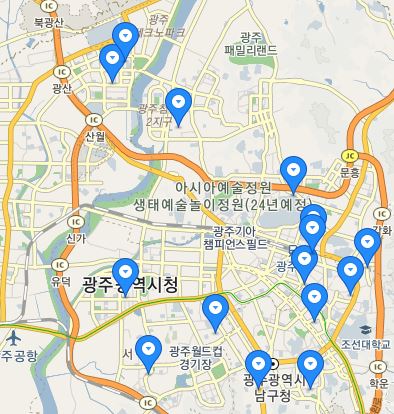 북광산
IC
광주
테크노파크
광주
패밀리랜드
IC
광산
광주첨
2지구
IC
산월
JC
문흥
아시아예술정원
생태예술놀이정원(24년예정)
IC
신가
광주기아
챔피언스필드
IC
각화
IC
유덕
광주광역시청
광주
주공항
서
광주월드컵
경기장
조선대학교
광주광역시
남구청
IC
학운